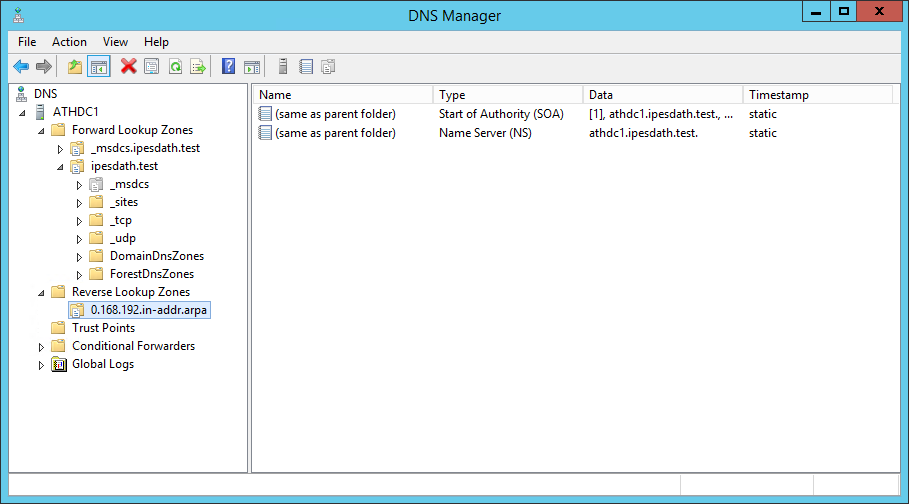 DNS Manager
File Action View Help
DNS
ATHDC1
Forward Lookup Zones
_msdcs.ipesdath.test
ipesdath.test
_msdcs
_sites
_tcp
_udp
DomainDnsZones
ForestDnsZones
Reverse Lookup Zones
0.168.192.in-addr.arpa
Trust Points
Conditional Forwarders
Global Logs
Name Type Data Timestamp
(same as parent folder) Start of Authority (SOA) [1], athdc1.ipesdath.test., ... static
(same as parent folder) Name Server (NS) athdc1.ipesdath.test. static